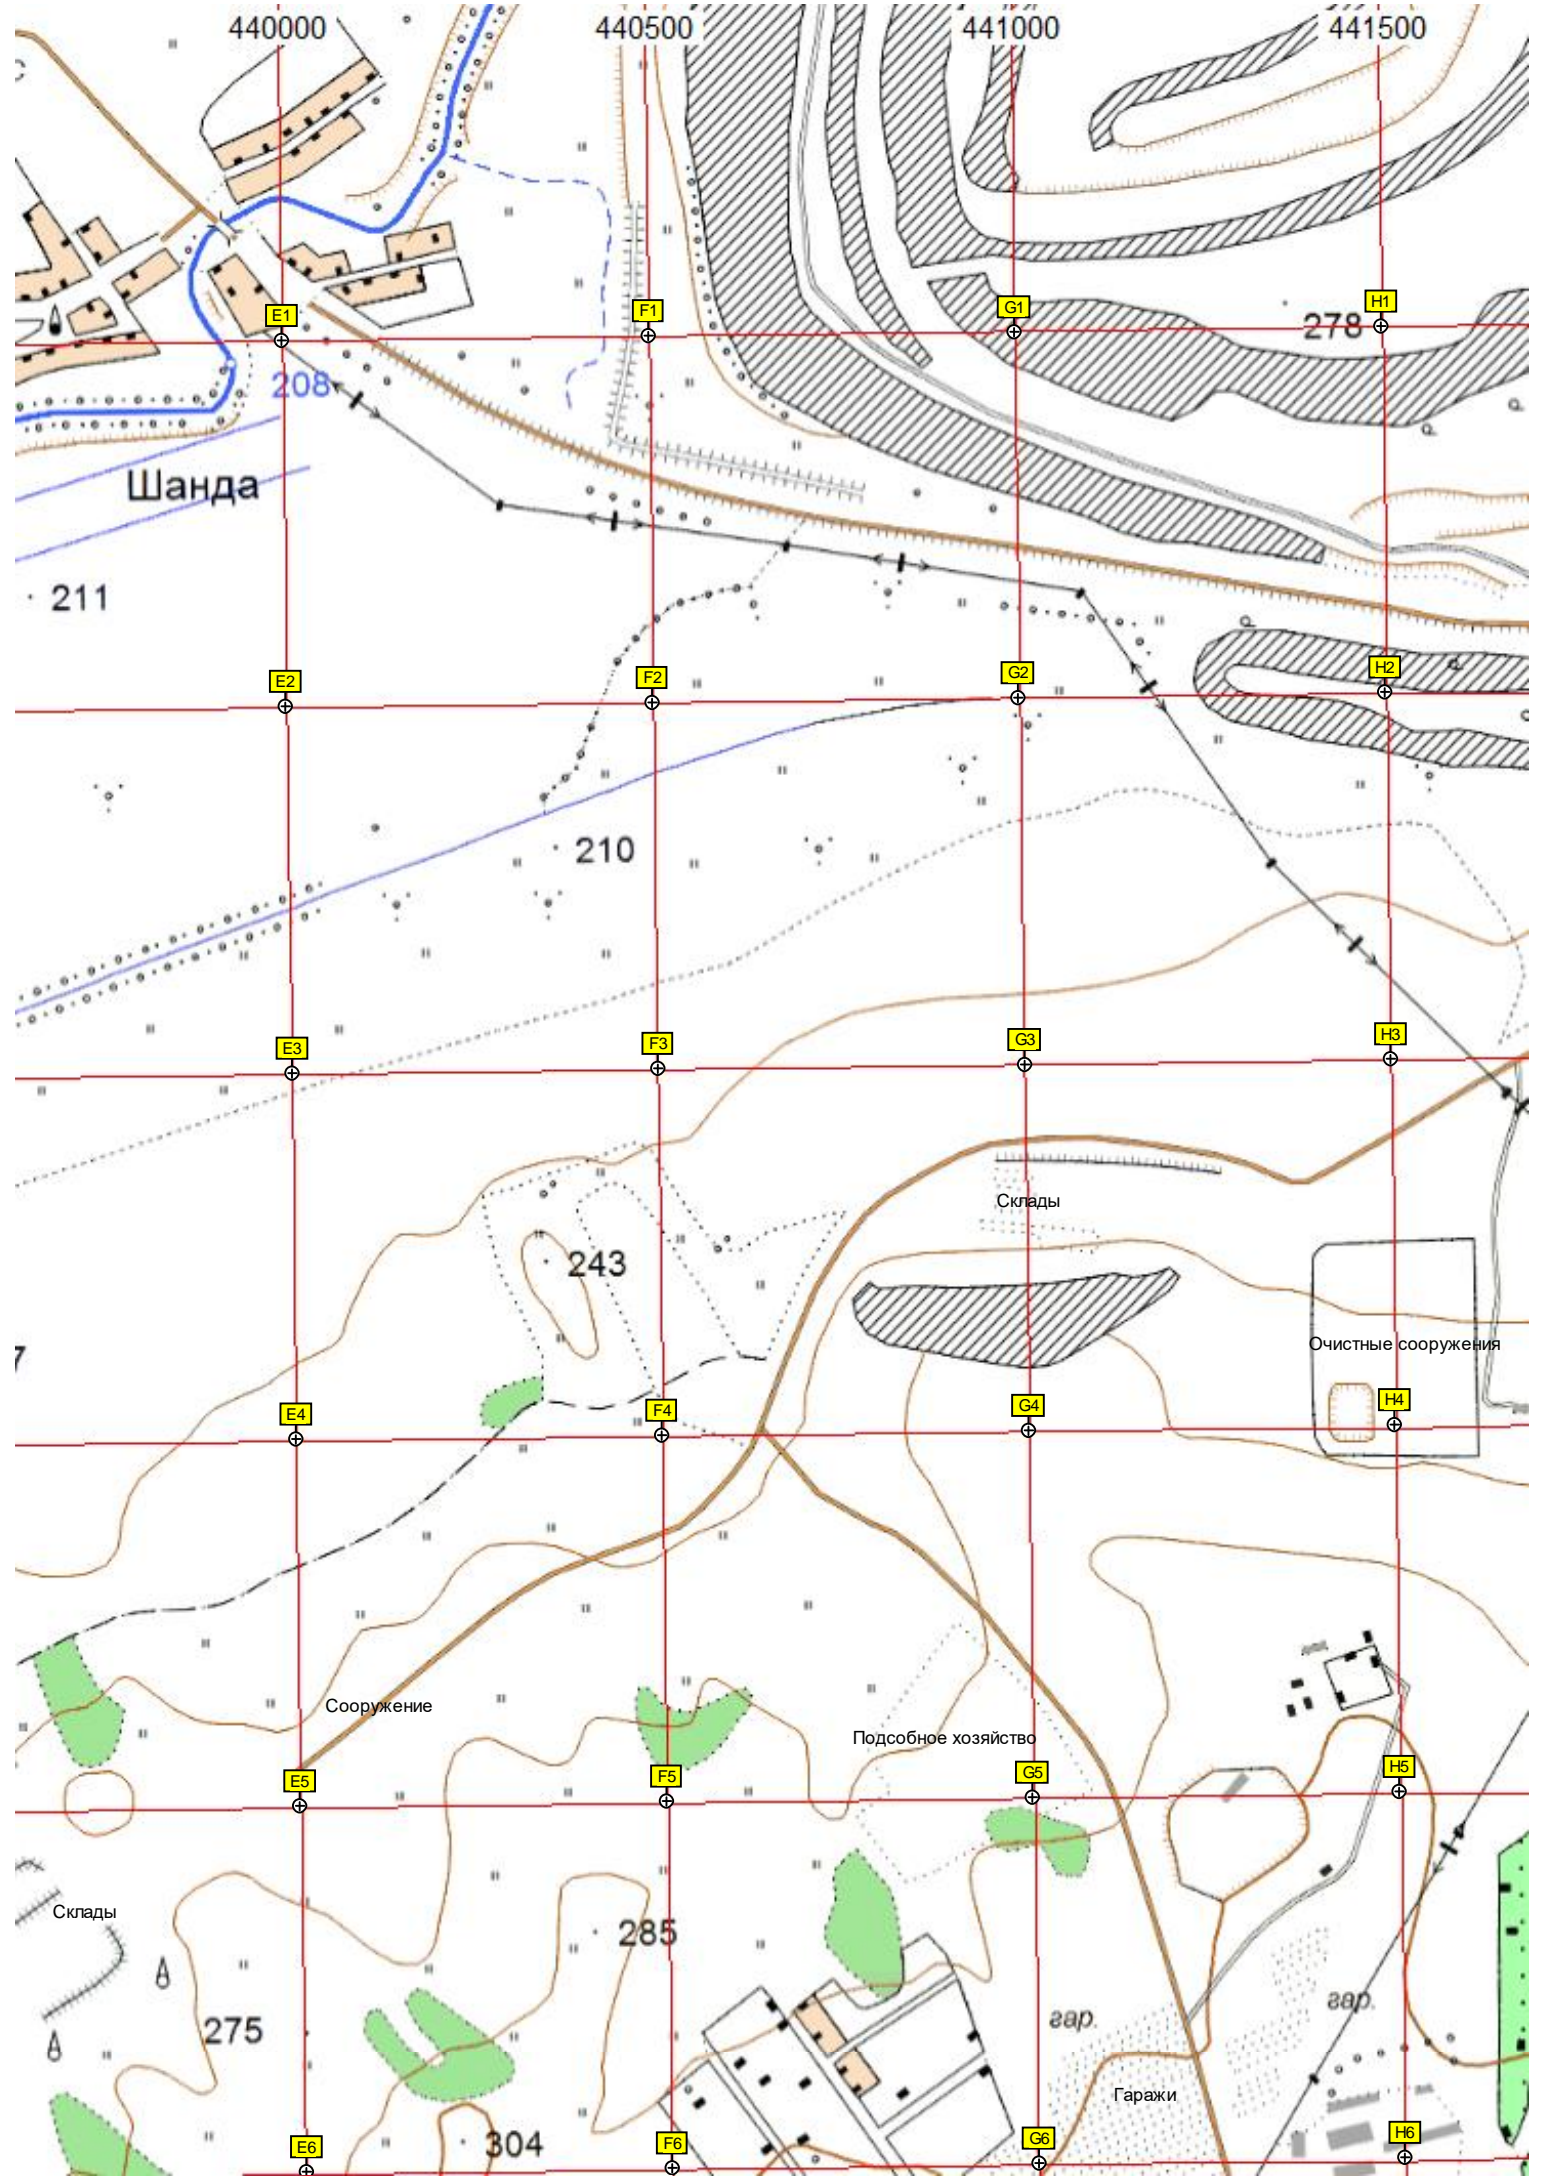 440000 440500 441000 441500
E1 F1 G1 H1
278
208
Шанда
211
E2 F2 G2 H2
210
E3 F3 G3 H3
Склады
243
7
Очистные сооружения
E4 F4 G4 H4
Сооружение
Подсобное хозяйство
E5 F5 G5 H5
Склады
285
гар.
гар.
275
Гаражи
304
E6 F6 G6 H6